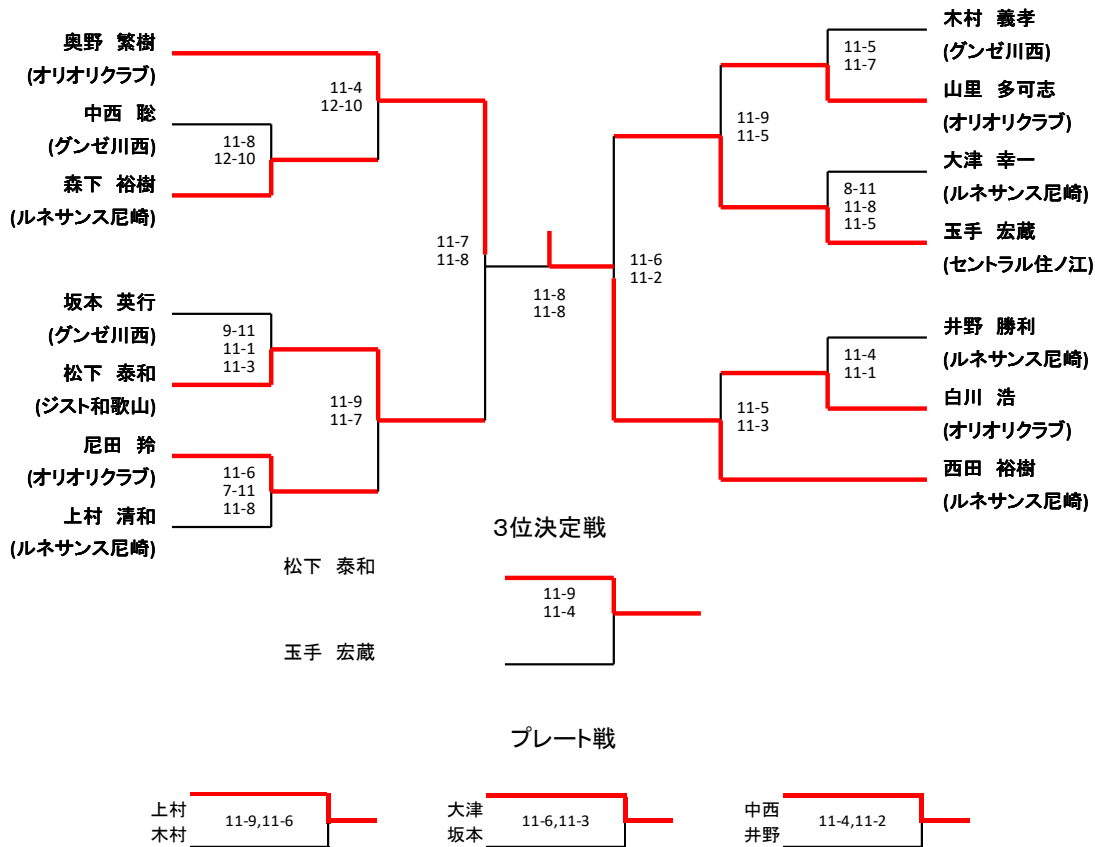 奥野 繁樹
(オリオリクラブ)
中西 聡
(グンゼ川西)
森下 裕樹
(ルネサンス尼崎)
11-8
12-10
11-4
12-10
坂本 英行
(グンゼ川西)
松下 泰和
(ジスト和歌山)
尼田 羚
(オリオリクラブ)
上村 清和
(ルネサンス尼崎)
9-11
11-1
11-3
11-6
7-11
11-8
11-9
11-7
11-7
11-8
11-8
11-8
11-6
11-2
木村 義孝
(グンゼ川西)
山里 多可志
(オリオリクラブ)
大津 幸一
(ルネサンス尼崎)
玉手 宏蔵
(セントラル住ノ江)
11-5
11-7
8-11
11-8
11-5
11-9
11-5
井野 勝利
(ルネサンス尼崎)
白川 浩
(オリオリクラブ)
西田 裕樹
(ルネサンス尼崎)
11-4
11-1
11-5
11-3
3位決定戦
松下 泰和
11-9
11-4
玉手 宏蔵
プレート戦
上村
木村
11-9,11-6
大津
坂本
11-6,11-3
中西
井野
11-4,11-2